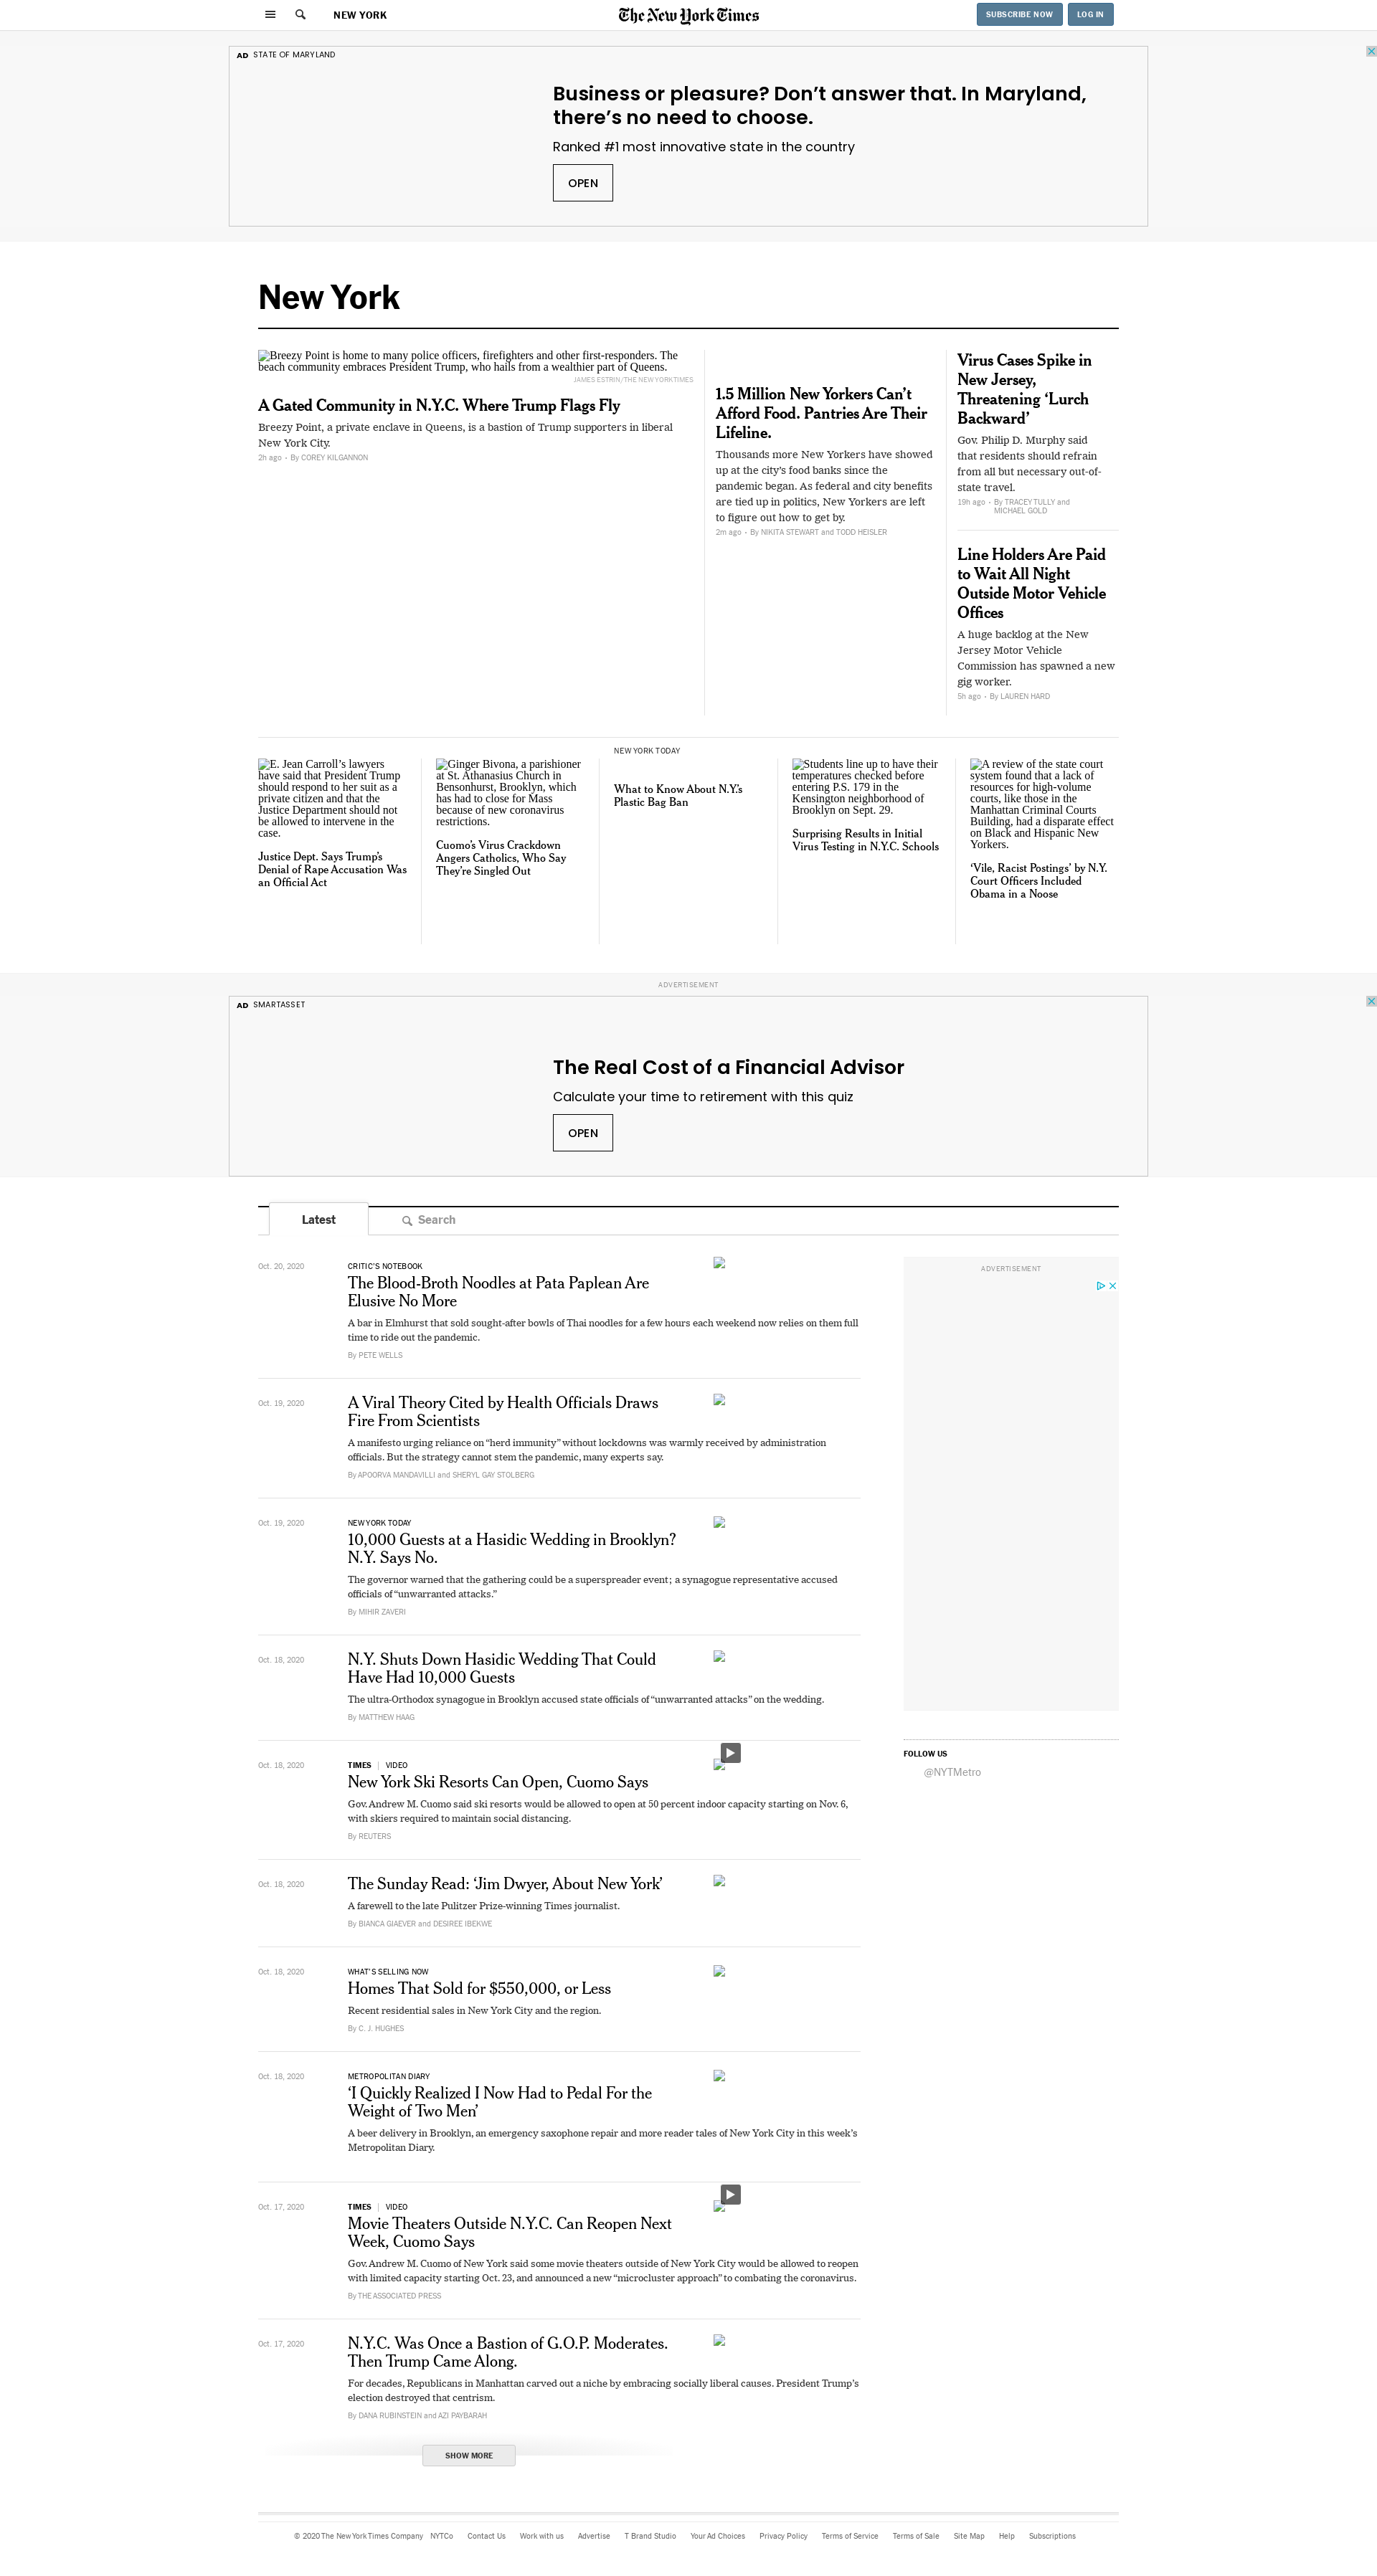 NEW YORK
The New York Times
SUBSCRIBE NOW
LOG IN
AD STATE OF MARYLAND
Business or pleasure? Don’t answer that. In Maryland,
there’s no need to choose.
Ranked #1 most innovative state in the country
OPEN
New York
Breezy Point is home to many police officers, firefighters and other first-responders. The
beach community embraces President Trump, who hails from a wealthier part of Queens.
JAMES ESTRIN/THE NEW YORK TIMES
A Gated Community in N.Y.C. Where Trump Flags Fly
Breezy Point, a private enclave in Queens, is a bastion of Trump supporters in liberal
New York City.
2h ago • By COREY KILGANNON
1.5 Million New Yorkers Can’t
Afford Food. Pantries Are Their
Lifeline.
Thousands more New Yorkers have showed
up at the city’s food banks since the
pandemic began. As federal and city benefits
are tied up in politics, New Yorkers are left
to figure out how to get by.
2m ago • By NIKITA STEWART and TODD HEISLER
Virus Cases Spike in
New Jersey,
Threatening ‘Lurch
Backward’
Gov. Philip D. Murphy said
that residents should refrain
from all but necessary out-of-
state travel.
19h ago • By TRACEY TULLY and
MICHAEL GOLD
Line Holders Are Paid
to Wait All Night
Outside Motor Vehicle
Offices
A huge backlog at the New
Jersey Motor Vehicle
Commission has spawned a new
gig worker.
5h ago • By LAUREN HARD
E. Jean Carroll’s lawyers
have said that President Trump
should respond to her suit as a
private citizen and that the
Justice Department should not
be allowed to intervene in the
case.
Justice Dept. Says Trump’s
Denial of Rape Accusation Was
an Official Act
Ginger Bivona, a parishioner
at St. Athanasius Church in
Bensonhurst, Brooklyn, which
has had to close for Mass
because of new coronavirus
restrictions.
Cuomo’s Virus Crackdown
Angers Catholics, Who Say
They’re Singled Out
NEW YORK TODAY
What to Know About N.Y.’s
Plastic Bag Ban
Students line up to have their
temperatures checked before
entering P.S. 179 in the
Kensington neighborhood of
Brooklyn on Sept. 29.
Surprising Results in Initial
Virus Testing in N.Y.C. Schools
A review of the state court
system found that a lack of
resources for high-volume
courts, like those in the
Manhattan Criminal Courts
Building, had a disparate effect
on Black and Hispanic New
Yorkers.
‘Vile, Racist Postings’ by N.Y.
Court Officers Included
Obama in a Noose
ADVERTISEMENT
AD SMARTASSET
The Real Cost of a Financial Advisor
Calculate your time to retirement with this quiz
OPEN
Latest
Search
Oct. 20, 2020
CRITIC’S NOTEBOOK
The Blood-Broth Noodles at Pata Paplean Are
Elusive No More
A bar in Elmhurst that sold sought-after bowls of Thai noodles for a few hours each weekend now relies on them full
time to ride out the pandemic.
By PETE WELLS
Oct. 19, 2020
A Viral Theory Cited by Health Officials Draws
Fire From Scientists
A manifesto urging reliance on “herd immunity” without lockdowns was warmly received by administration
officials. But the strategy cannot stem the pandemic, many experts say.
By APOORVA MANDAVILLI and SHERYL GAY STOLBERG
Oct. 19, 2020
NEW YORK TODAY
10,000 Guests at a Hasidic Wedding in Brooklyn?
N.Y. Says No.
The governor warned that the gathering could be a superspreader event; a synagogue representative accused
officials of “unwarranted attacks.”
By MIHIR ZAVERI
Oct. 18, 2020
N.Y. Shuts Down Hasidic Wedding That Could
Have Had 10,000 Guests
The ultra-Orthodox synagogue in Brooklyn accused state officials of “unwarranted attacks” on the wedding.
By MATTHEW HAAG
Oct. 18, 2020
TIMES | VIDEO
New York Ski Resorts Can Open, Cuomo Says
Gov. Andrew M. Cuomo said ski resorts would be allowed to open at 50 percent indoor capacity starting on Nov. 6,
with skiers required to maintain social distancing.
By REUTERS
Oct. 18, 2020
The Sunday Read: ‘Jim Dwyer, About New York’
A farewell to the late Pulitzer Prize-winning Times journalist.
By BIANCA GIAEVER and DESIREE IBEKWE
Oct. 18, 2020
WHAT’S SELLING NOW
Homes That Sold for $550,000, or Less
Recent residential sales in New York City and the region.
By C. J. HUGHES
Oct. 18, 2020
METROPOLITAN DIARY
‘I Quickly Realized I Now Had to Pedal For the
Weight of Two Men’
A beer delivery in Brooklyn, an emergency saxophone repair and more reader tales of New York City in this week’s
Metropolitan Diary.
Oct. 17, 2020
TIMES | VIDEO
Movie Theaters Outside N.Y.C. Can Reopen Next
Week, Cuomo Says
Gov. Andrew M. Cuomo of New York said some movie theaters outside of New York City would be allowed to reopen
with limited capacity starting Oct. 23, and announced a new “microcluster approach” to combating the coronavirus.
By THE ASSOCIATED PRESS
Oct. 17, 2020
N.Y.C. Was Once a Bastion of G.O.P. Moderates.
Then Trump Came Along.
For decades, Republicans in Manhattan carved out a niche by embracing socially liberal causes. President Trump’s
election destroyed that centrism.
By DANA RUBINSTEIN and AZI PAYBARAH
SHOW MORE
ADVERTISEMENT
FOLLOW US
@NYTMetro
© 2020 The New York Times Company NYTCo Contact Us Work with us Advertise T Brand Studio Your Ad Choices Privacy Policy Terms of Service Terms of Sale Site Map Help Subscriptions